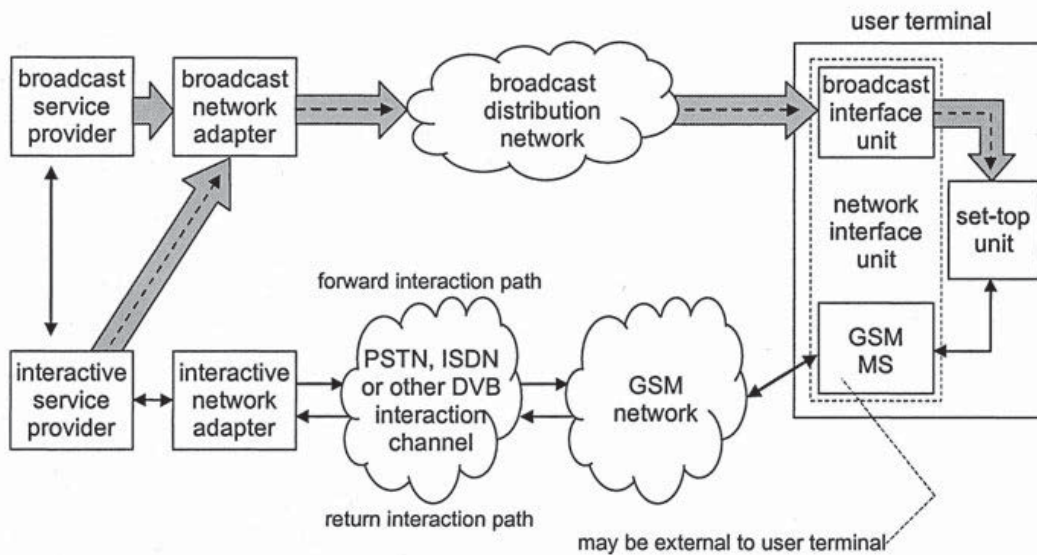 user terminal
broadcast
service
provider
broadcast
network
adapter
broadcast
distribution
network
broadcast
interface
unit
network
interface
unit
set-top
unit
forward interaction path
interactive
service
provider
interactive
network
adapter
PSTN, ISDN
or other DVB
interaction
channel
GSM
network
GSM
MS
return interaction path
may be external to user terminal